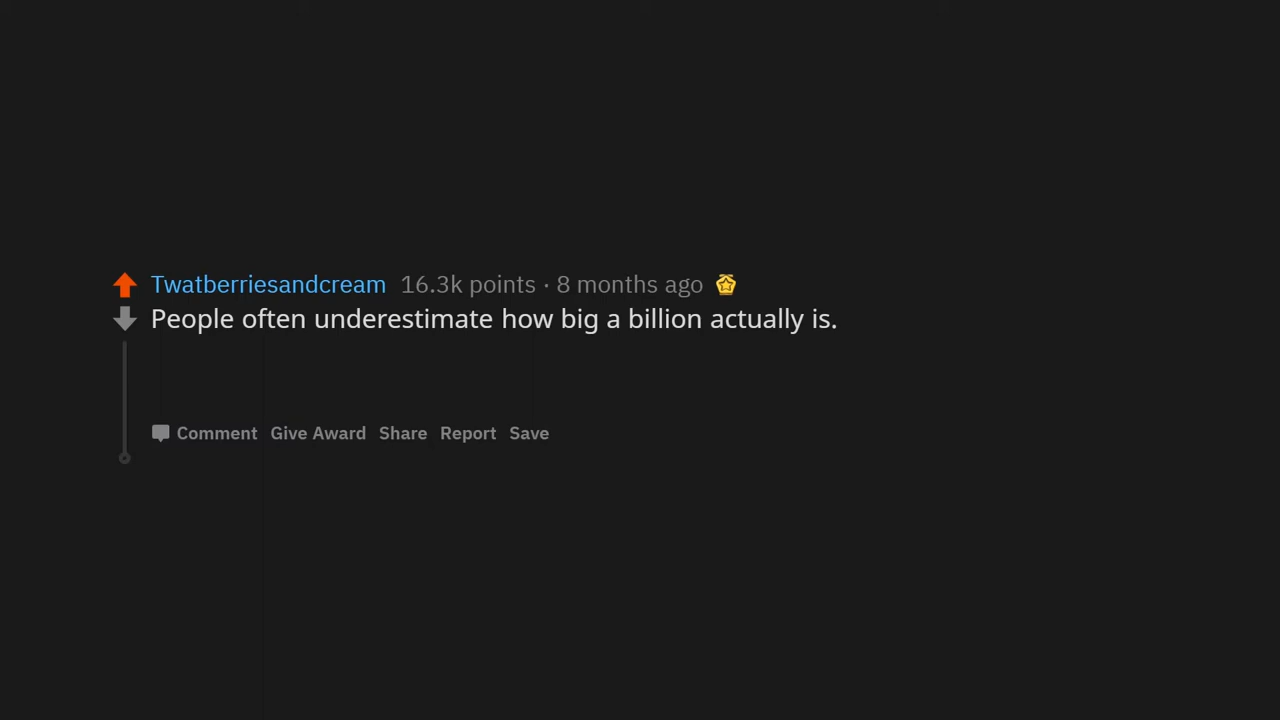 Twatberriesandcream 16.3k points · 8 months ago
People often underestimate how big a billion actually is.
Comment Give Award Share Report Save